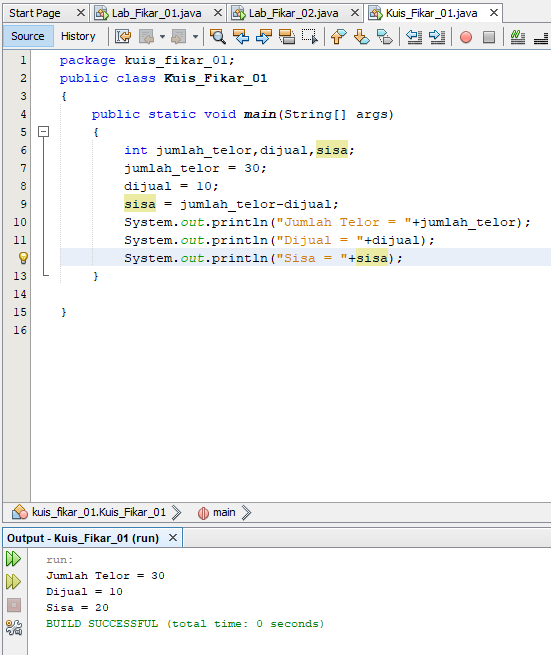 Start Page Lab_Fikar_01.java Lab_Fikar_02.java Kuis_Fikar_01.java
Source History
1 package kuis_fikar_01;
2 public class Kuis_Fikar_01
3 {
4 public static void main(String[] args)
5 {
6 int jumlah_telor,dijual,sisa;
7 jumlah_telor = 30;
8 dijual = 10;
9 sisa = jumlah_telor-dijual;
10 System.out.println("Jumlah Telor = "+jumlah_telor);
11 System.out.println("Dijual = "+dijual);
System.out.println("Sisa = "+sisa);
13 }
14
15 }
16
kuis_fikar_01.Kuis_Fikar_01 main
Output - Kuis_Fikar_01 (run)
run:
Jumlah Telor = 30
Dijual = 10
Sisa = 20
BUILD SUCCESSFUL (total time: 0 seconds)